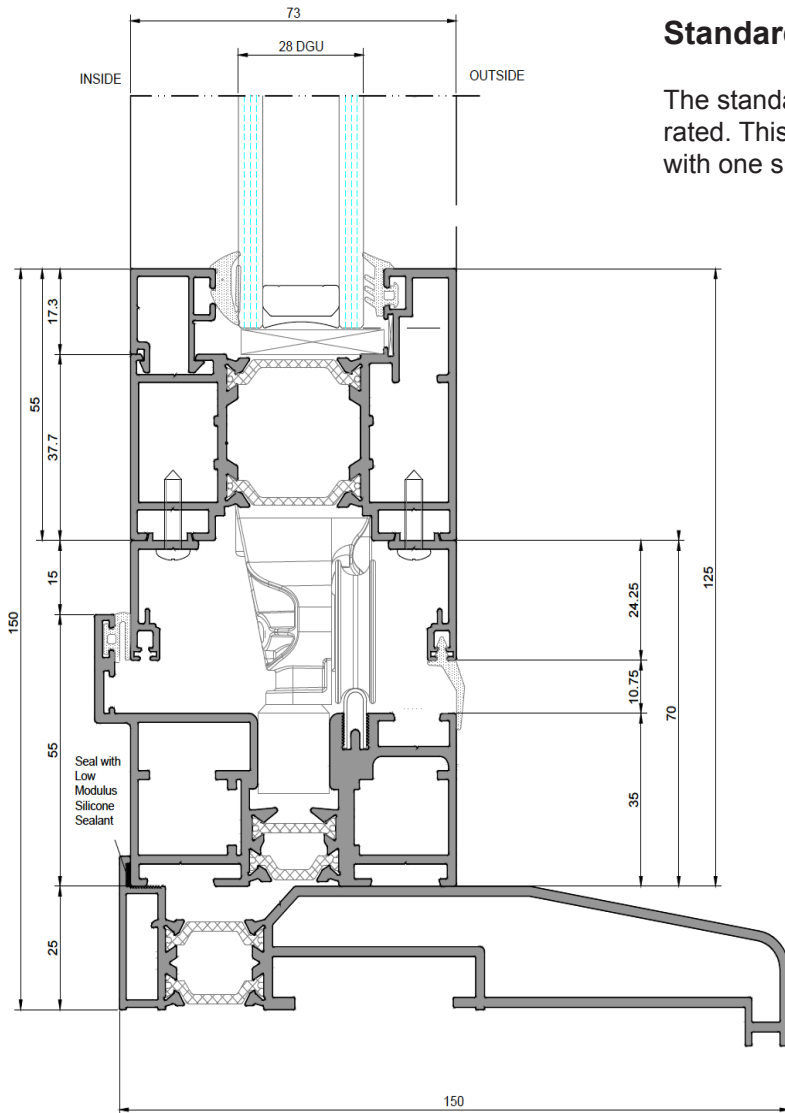 73
28 DGU
INSIDE
OUTSIDE
Standard
The standa
rated. This
with one s
17.3
55
37.7
15
150
55
25
Seal with
Low
Modulus
Silicone
Sealant
24.25
10.75
35
70
125
150